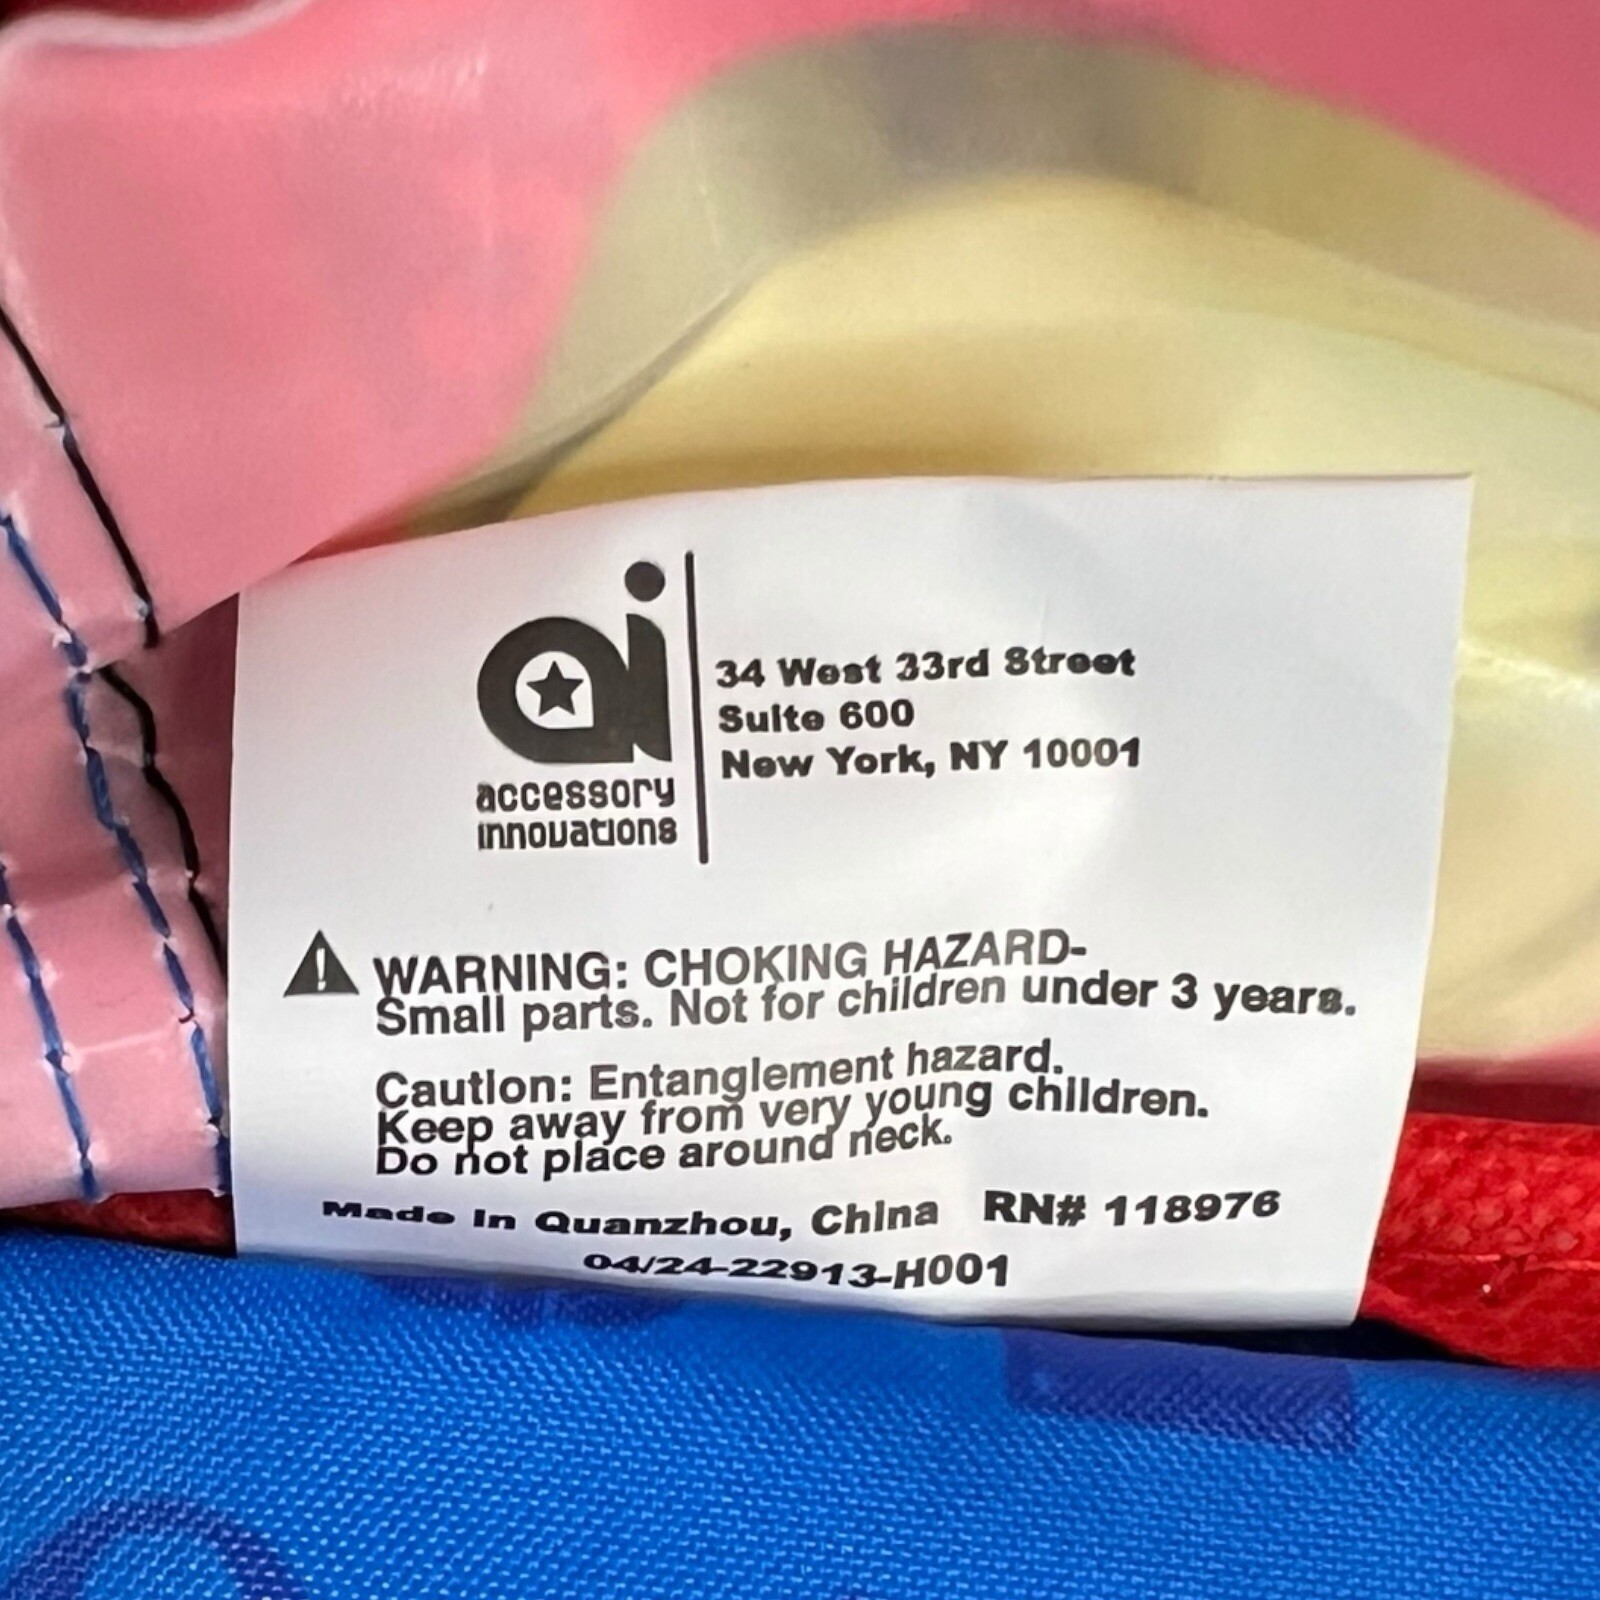 ai
accessory
innovations
34 West 33rd Street
Suite 600
New York, NY 10001
WARNING: CHOKING HAZARD-
Small parts. Not for children under 3 years.
Caution: Entanglement hazard.
Keep away from very young children.
Do not place around neck.
Made in Quanzhou, China RN# 118976
04/24-22913-H001